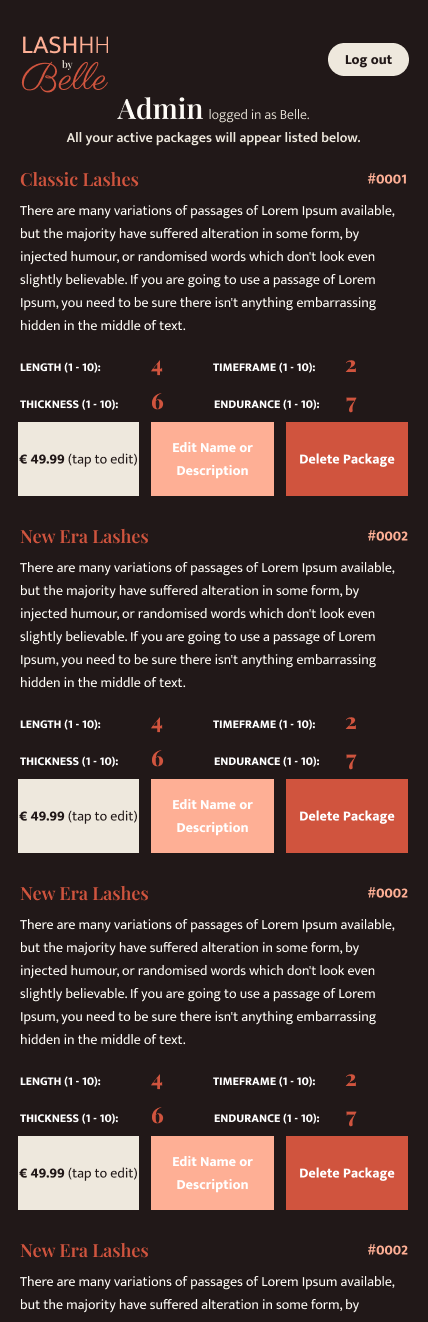 LASHHH
by
Belle
Log out
Admin logged in as Belle.
All your active packages will appear listed below.
Classic Lashes #0001
There are many variations of passages of Lorem Ipsum available,
but the majority have suffered alteration in some form, by
injected humour, or randomised words which don't look even
slightly believable. If you are going to use a passage of Lorem
Ipsum, you need to be sure there isn't anything embarrassing
hidden in the middle of text.
LENGTH (1 - 10): 4 TIMEFRAME (1 - 10): 2
THICKNESS (1 - 10): 6 ENDURANCE (1 - 10): 7
€ 49.99 (tap to edit)
Edit Name or
Description
Delete Package
New Era Lashes #0002
There are many variations of passages of Lorem Ipsum available,
but the majority have suffered alteration in some form, by
injected humour, or randomised words which don't look even
slightly believable. If you are going to use a passage of Lorem
Ipsum, you need to be sure there isn't anything embarrassing
hidden in the middle of text.
LENGTH (1 - 10): 4 TIMEFRAME (1 - 10): 2
THICKNESS (1 - 10): 6 ENDURANCE (1 - 10): 7
€ 49.99 (tap to edit)
Edit Name or
Description
Delete Package
New Era Lashes #0002
There are many variations of passages of Lorem Ipsum available,
but the majority have suffered alteration in some form, by
injected humour, or randomised words which don't look even
slightly believable. If you are going to use a passage of Lorem
Ipsum, you need to be sure there isn't anything embarrassing
hidden in the middle of text.
LENGTH (1 - 10): 4 TIMEFRAME (1 - 10): 2
THICKNESS (1 - 10): 6 ENDURANCE (1 - 10): 7
€ 49.99 (tap to edit)
Edit Name or
Description
Delete Package
New Era Lashes #0002
There are many variations of passages of Lorem Ipsum available,
but the majority have suffered alteration in some form, by